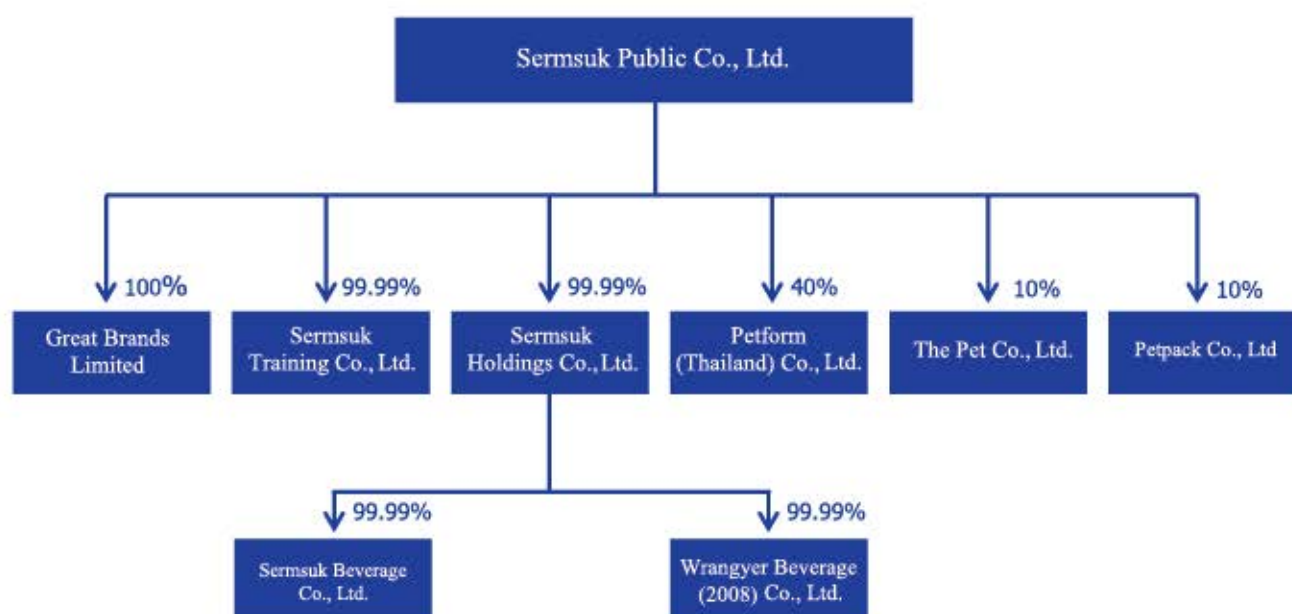 Sermsuk Public Co., Ltd.
100%
99.99%
99.99%
40%
10%
10%
Great Brands
Limited
Sermsuk
Training Co., Ltd.
Sermsuk
Holdings Co., Ltd.
Petform
(Thailand) Co., Ltd.
The Pet Co., Ltd.
Petpack Co., Ltd
99.99%
99.99%
Sermsuk Beverage
Co., Ltd.
Wrangyer Beverage
(2008) Co., Ltd.